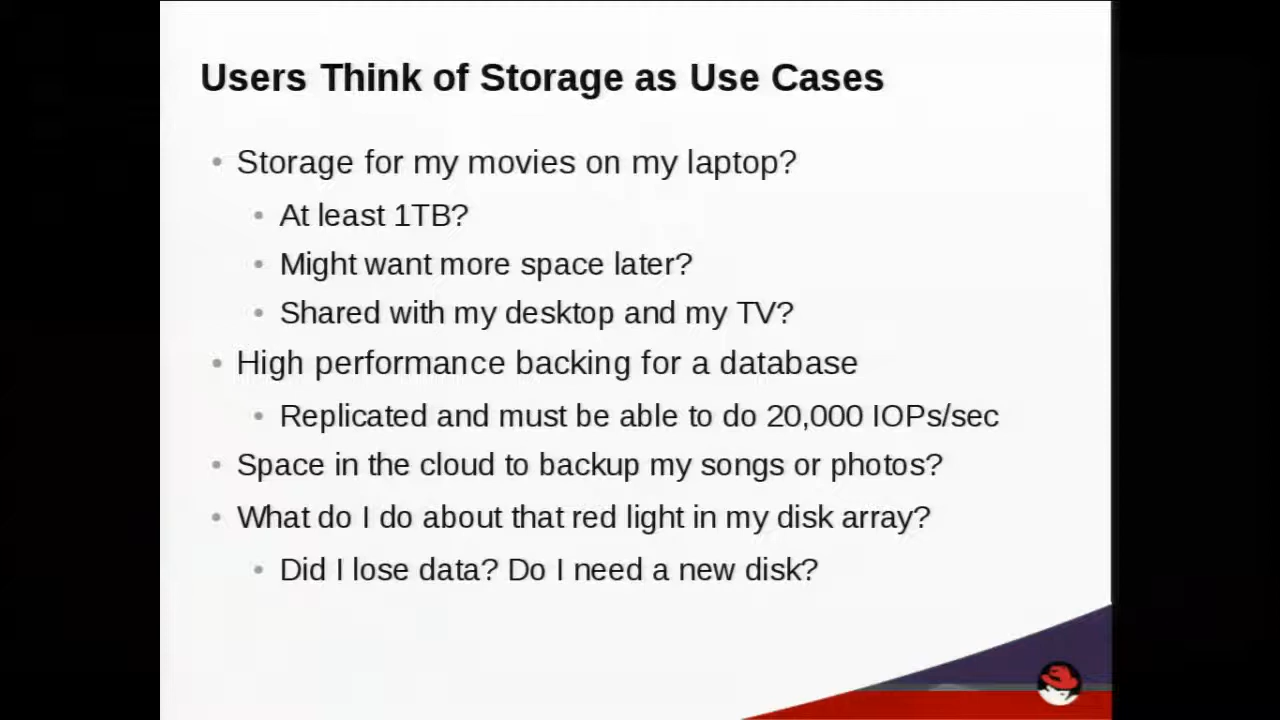 Users Think of Storage as Use Cases
• Storage for my movies on my laptop?
• At least 1TB?
• Might want more space later?
• Shared with my desktop and my TV?
• High performance backing for a database
• Replicated and must be able to do 20,000 IOPs/sec
• Space in the cloud to backup my songs or photos?
• What do I do about that red light in my disk array?
• Did I lose data? Do I need a new disk?